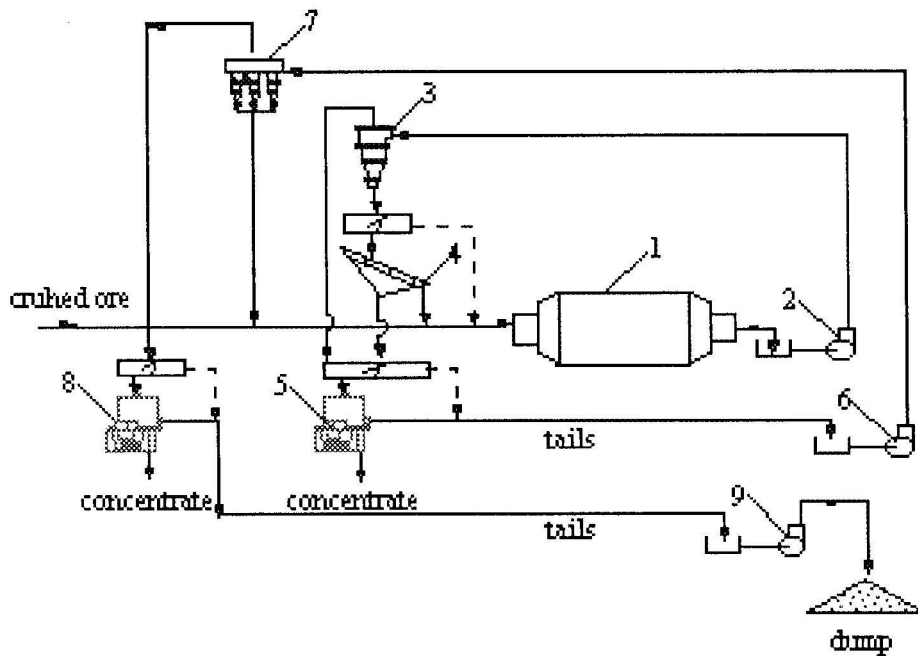 7
3
4
1
cruhed ore
2
8
5
6
tails
concentrate
concentrate
9
tails
dump